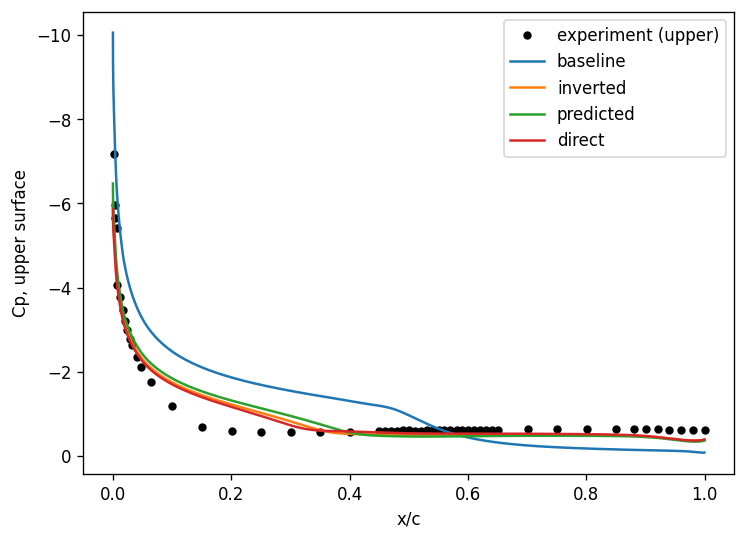 experiment (upper)
baseline
inverted
predicted
direct
−10
−8
−6
−4
−2
0
Cp, upper surface
0.0
0.2
0.4
0.6
0.8
1.0
x/c